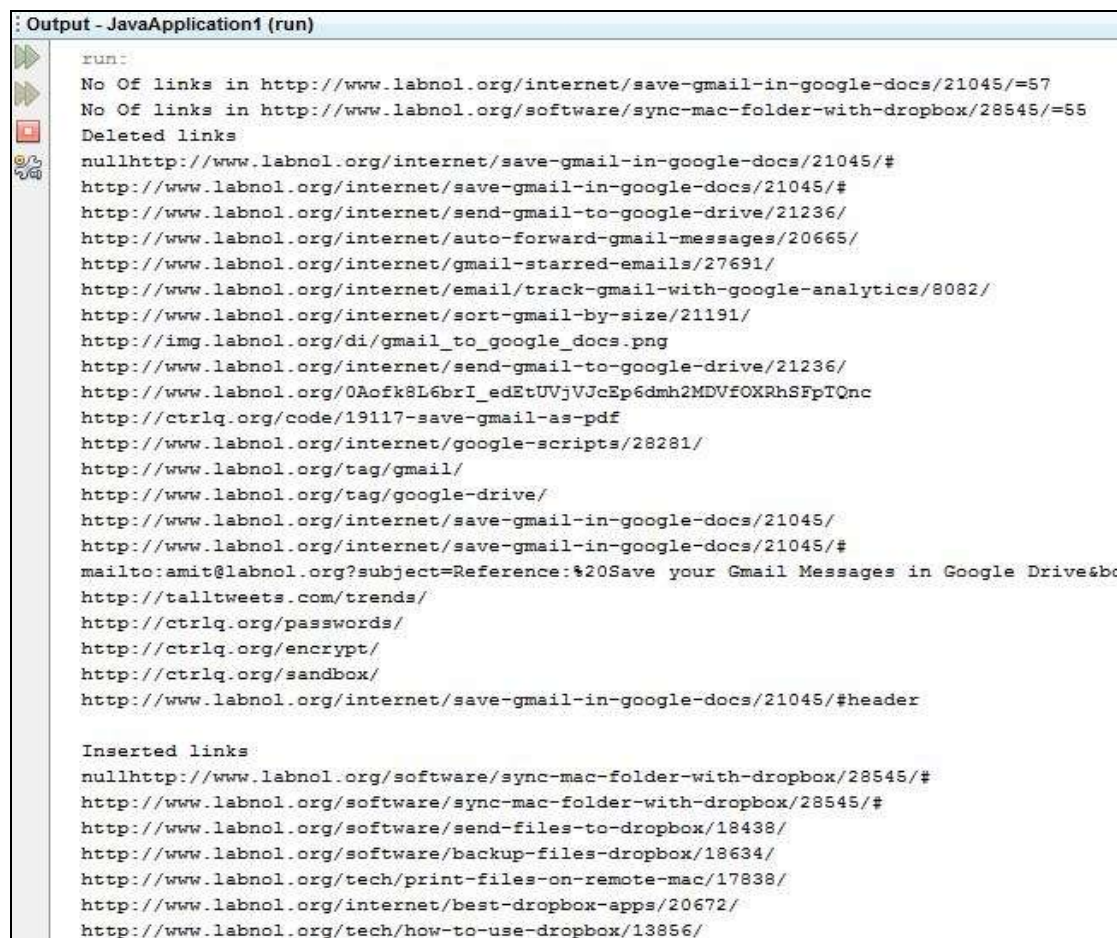 Output - JavaApplication1 (run)
run:
No Of links in http://www.labnol.org/internet/save-gmail-in-google-docs/21045/=57
No Of links in http://www.labnol.org/software/sync-mac-folder-with-dropbox/28545/=55
Deleted links
nullhttp://www.labnol.org/internet/save-gmail-in-google-docs/21045/#
http://www.labnol.org/internet/save-gmail-in-google-docs/21045/#
http://www.labnol.org/internet/send-gmail-to-google-drive/21236/
http://www.labnol.org/internet/auto-forward-gmail-messages/20665/
http://www.labnol.org/internet/gmail-starred-emails/27691/
http://www.labnol.org/internet/email/track-gmail-with-google-analytics/8082/
http://www.labnol.org/internet/sort-gmail-by-size/21191/
http://img.labnol.org/di/gmail_to_google_docs.png
http://www.labnol.org/internet/send-gmail-to-google-drive/21236/
http://www.labnol.org/0Aofk8L6brI_edEtUVjVJcEp6dmh2MDVfOXRhSFpTQnc
http://ctrlq.org/code/19117-save-gmail-as-pdf
http://www.labnol.org/internet/google-scripts/28281/
http://www.labnol.org/tag/gmail/
http://www.labnol.org/tag/google-drive/
http://www.labnol.org/internet/save-gmail-in-google-docs/21045/
http://www.labnol.org/internet/save-gmail-in-google-docs/21045/#
mailto:amit@labnol.org?subject=Reference:%20Save your Gmail Messages in Google Drive&bo
http://talltweets.com/trends/
http://ctrlq.org/passwords/
http://ctrlq.org/encrypt/
http://ctrlq.org/sandbox/
http://www.labnol.org/internet/save-gmail-in-google-docs/21045/#header
Inserted links
nullhttp://www.labnol.org/software/sync-mac-folder-with-dropbox/28545/#
http://www.labnol.org/software/sync-mac-folder-with-dropbox/28545/#
http://www.labnol.org/software/send-files-to-dropbox/18438/
http://www.labnol.org/software/backup-files-dropbox/18634/
http://www.labnol.org/tech/print-files-on-remote-mac/17838/
http://www.labnol.org/internet/best-dropbox-apps/20672/
http://www.labnol.org/tech/how-to-use-dropbox/13856/